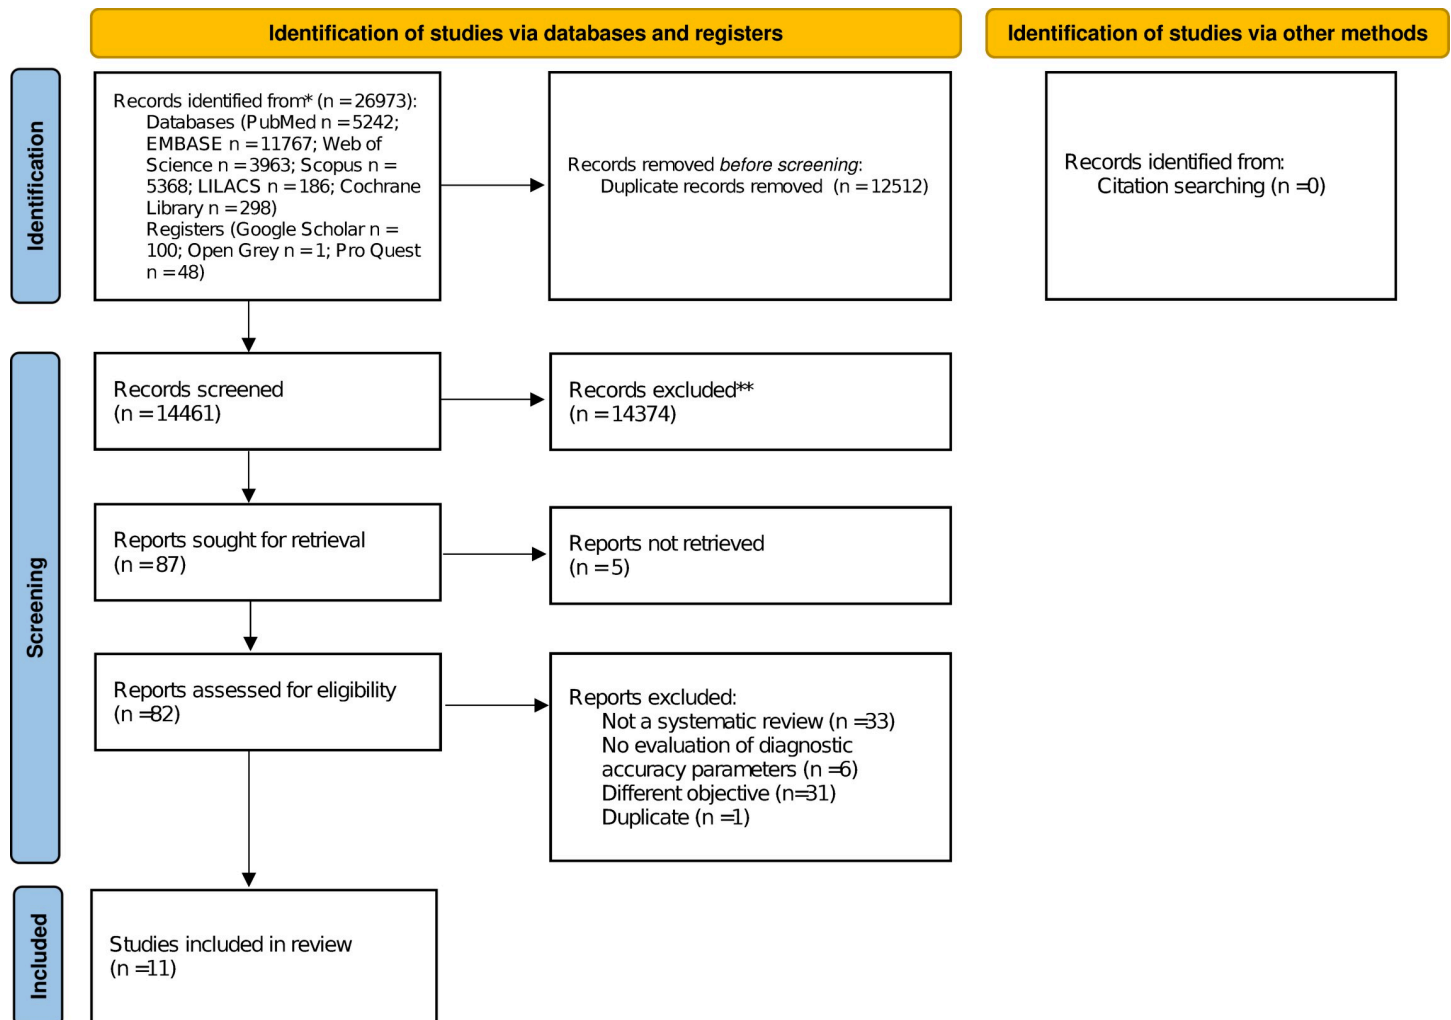 Identification of studies via databases and registers
Identification of studies via other methods
Identification
Records identified from* (n = 26973):
Databases (PubMed n = 5242;
EMBASE n = 11767; Web of
Science n = 3963; Scopus n =
5368; LILACS n = 186; Cochrane
Library n = 298)
Registers (Google Scholar n =
100; Open Grey n = 1; Pro Quest
n = 48)
Records removed before screening:
Duplicate records removed (n = 12512)
Records identified from:
Citation searching (n =0)
Screening
Records screened
(n = 14461)
Records excluded**
(n = 14374)
Reports sought for retrieval
(n = 87)
Reports not retrieved
(n = 5)
Reports assessed for eligibility
(n =82)
Reports excluded:
Not a systematic review (n =33)
No evaluation of diagnostic
accuracy parameters (n =6)
Different objective (n=31)
Duplicate (n =1)
Included
Studies included in review
(n =11)